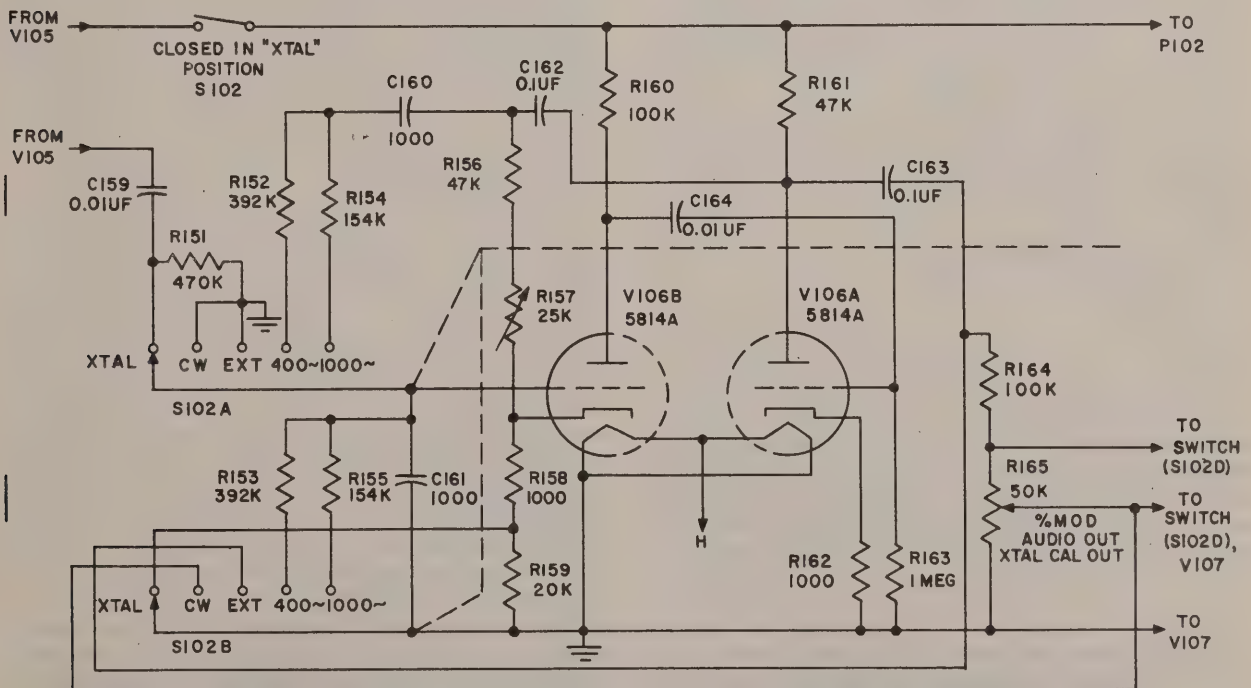 FROM
V105
CLOSED IN "XTAL"
POSITION
S102
TO
P102
C160
1000
C162
0.1UF
R160
100K
R161
47K
FROM
V105
C159
0.01UF
R152
392K
R154
154K
R156
47K
C163
0.1UF
C164
0.01UF
R151
470K
R157
25K
V106B
5814A
V106A
5814A
XTAL
CW
EXT
400~
1000~
S102A
R164
100K
TO
SWITCH
(S102D)
R153
392K
R155
154K
C161
1000
R158
1000
R165
50K
%MOD
AUDIO OUT
XTAL CAL OUT
TO
SWITCH
(S102D),
V107
H
R159
20K
R162
1000
R163
1 MEG
XTAL
CW
EXT
400~
1000~
S102B
TO
V107